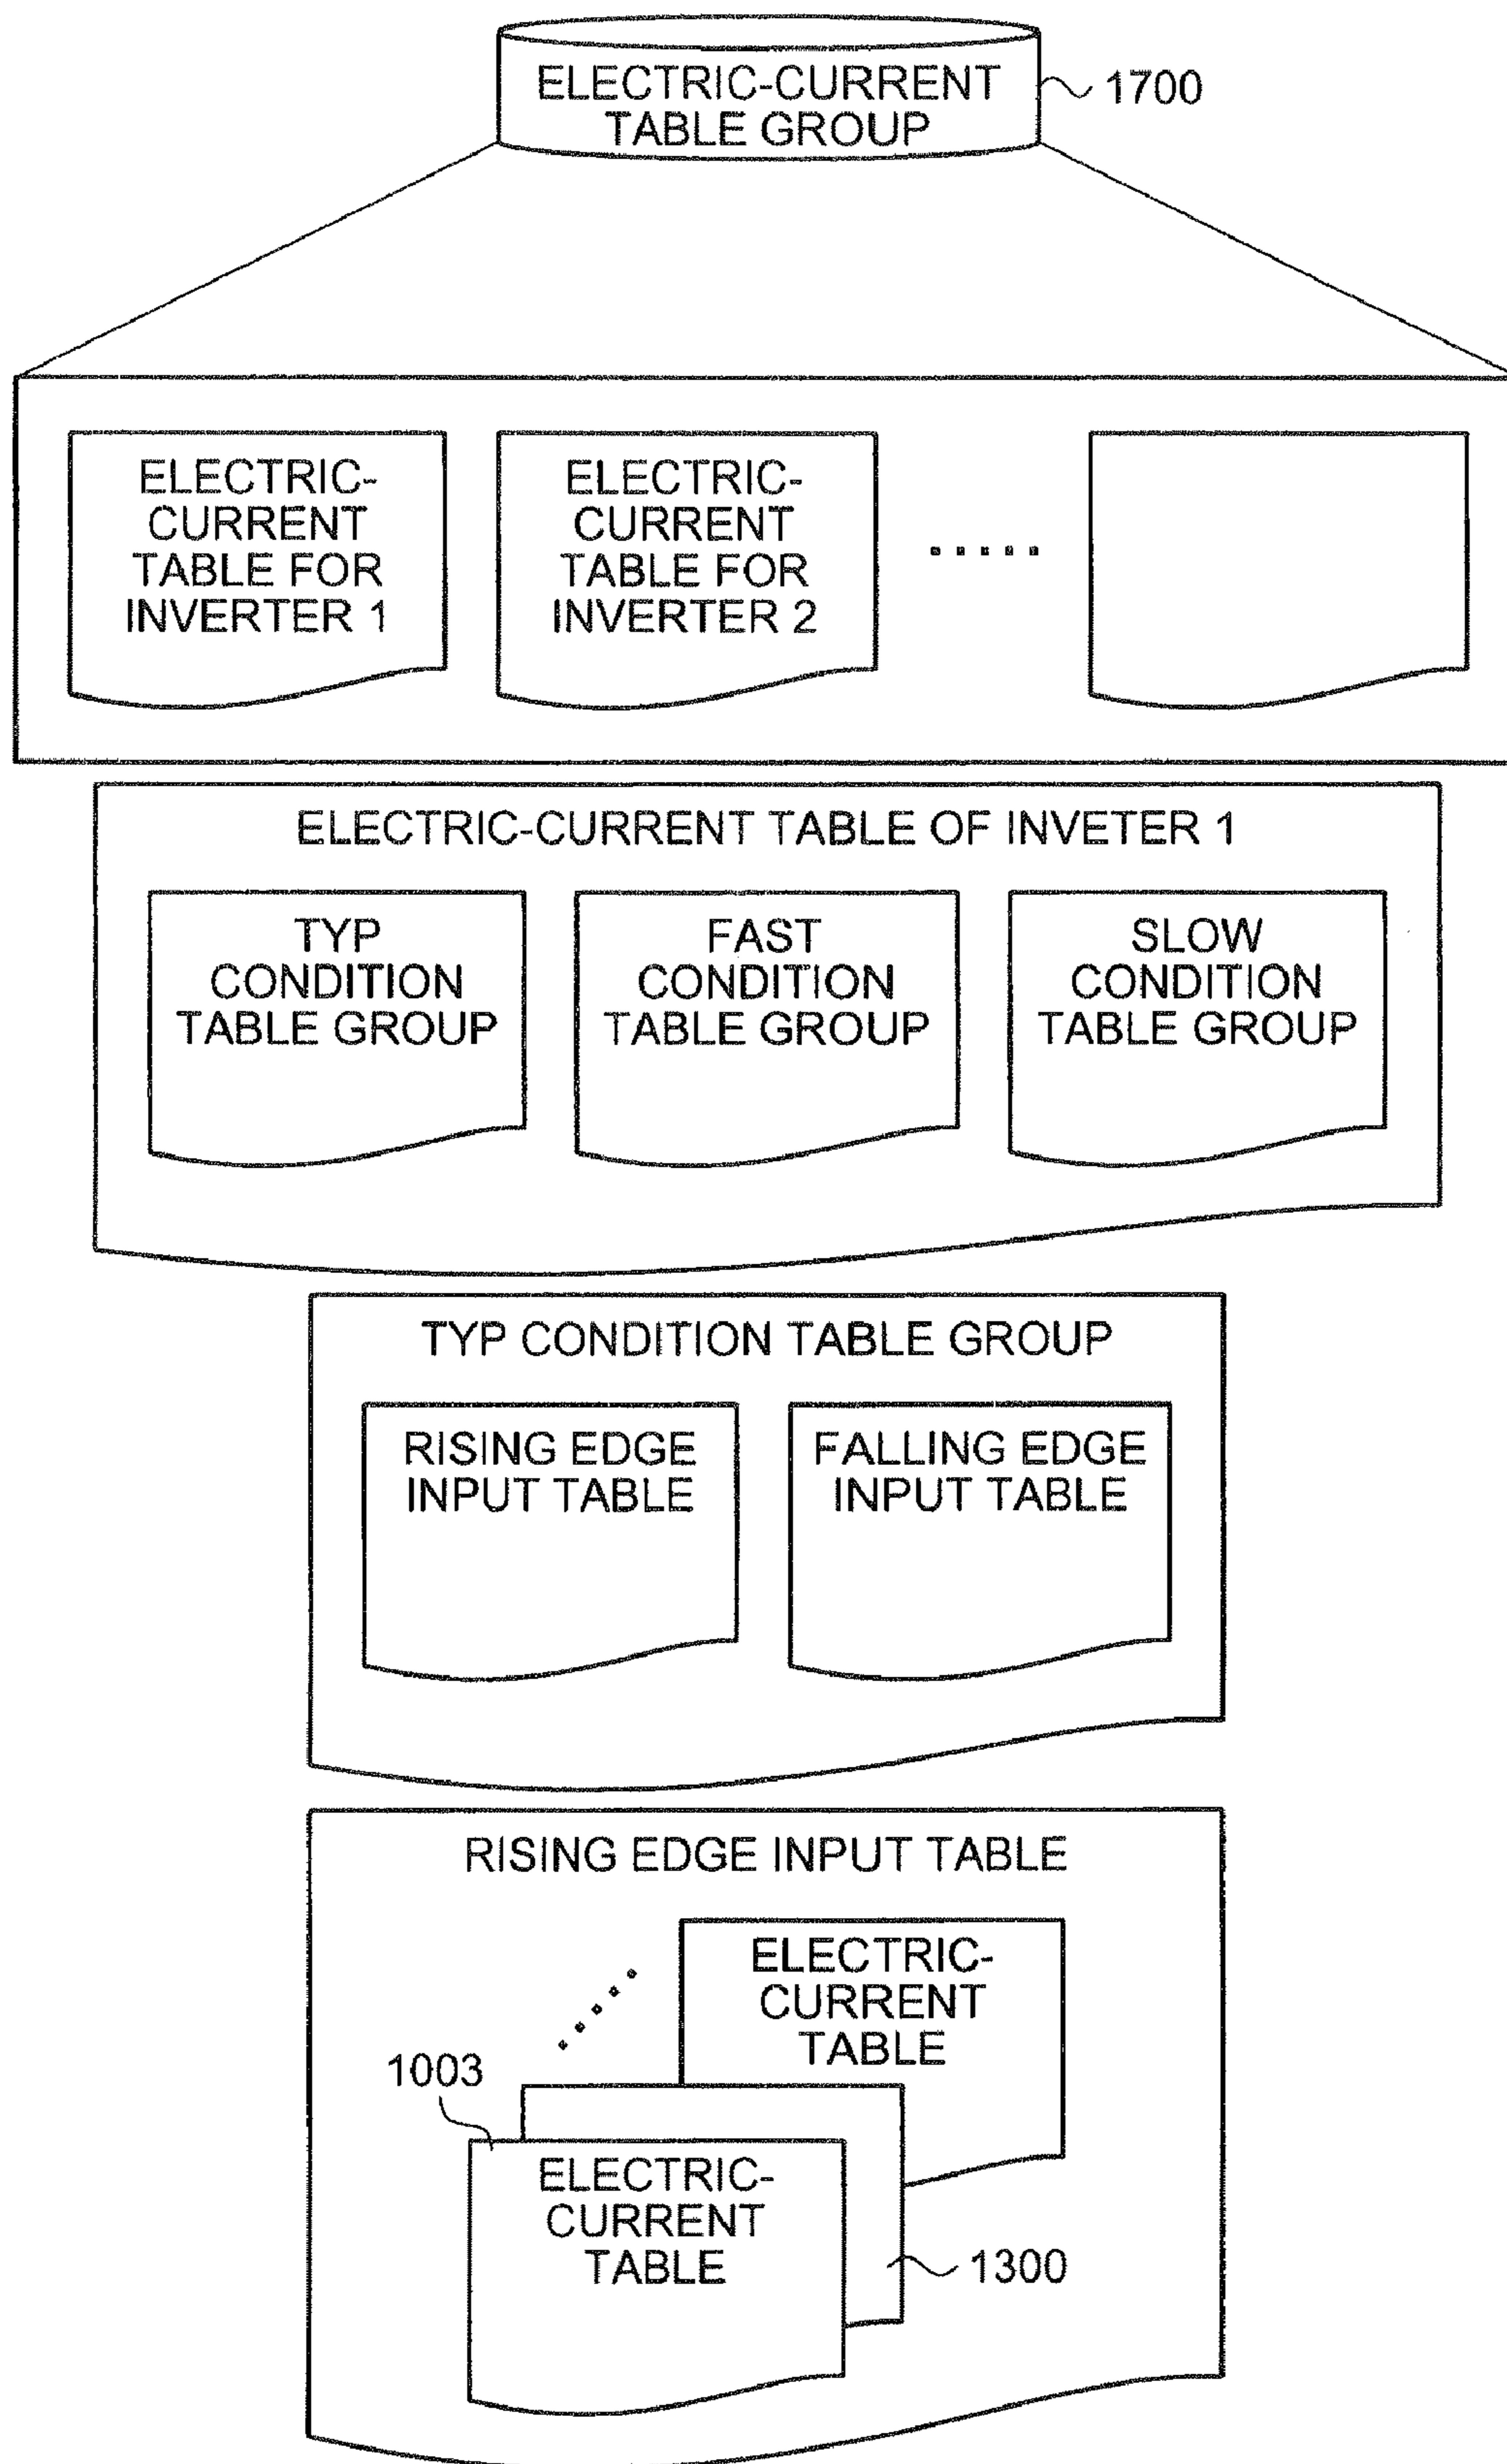 ELECTRIC-CURRENT
TABLE GROUP
1700
ELECTRIC-
CURRENT
TABLE FOR
INVERTER 1
ELECTRIC-
CURRENT
TABLE FOR
INVERTER 2
.....
ELECTRIC-CURRENT TABLE OF INVETER 1
TYP
CONDITION
TABLE GROUP
FAST
CONDITION
TABLE GROUP
SLOW
CONDITION
TABLE GROUP
TYP CONDITION TABLE GROUP
RISING EDGE
INPUT TABLE
FALLING EDGE
INPUT TABLE
RISING EDGE INPUT TABLE
ELECTRIC-
CURRENT
TABLE
.....
1003
ELECTRIC-
CURRENT
TABLE
1300